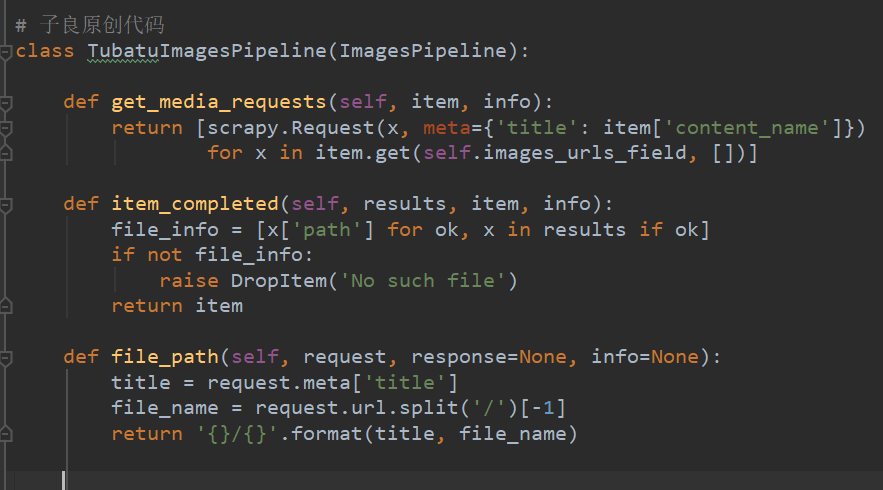 # 子良原创代码
class TubatuImagesPipeline(ImagesPipeline):
def get_media_requests(self, item, info):
return [scrapy.Request(x, meta={'title': item['content_name']})
for x in item.get(self.images_urls_field, [])]
def item_completed(self, results, item, info):
file_info = [x['path'] for ok, x in results if ok]
if not file_info:
raise DropItem('No such file')
return item
def file_path(self, request, response=None, info=None):
title = request.meta['title']
file_name = request.url.split('/')[-1]
return '{}/{}'.format(title, file_name)